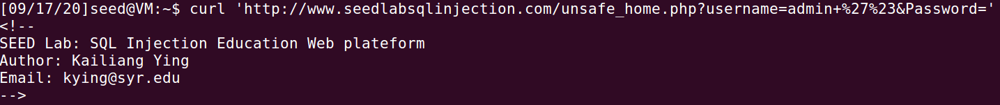 [09/17/20]seed@VM:~$ curl 'http://www.seedlabsqlinjection.com/unsafe_home.php?username=admin+%27%23&Password='
<!--
SEED Lab: SQL Injection Education Web plateform
Author: Kailiang Ying
Email: kying@syr.edu
-->